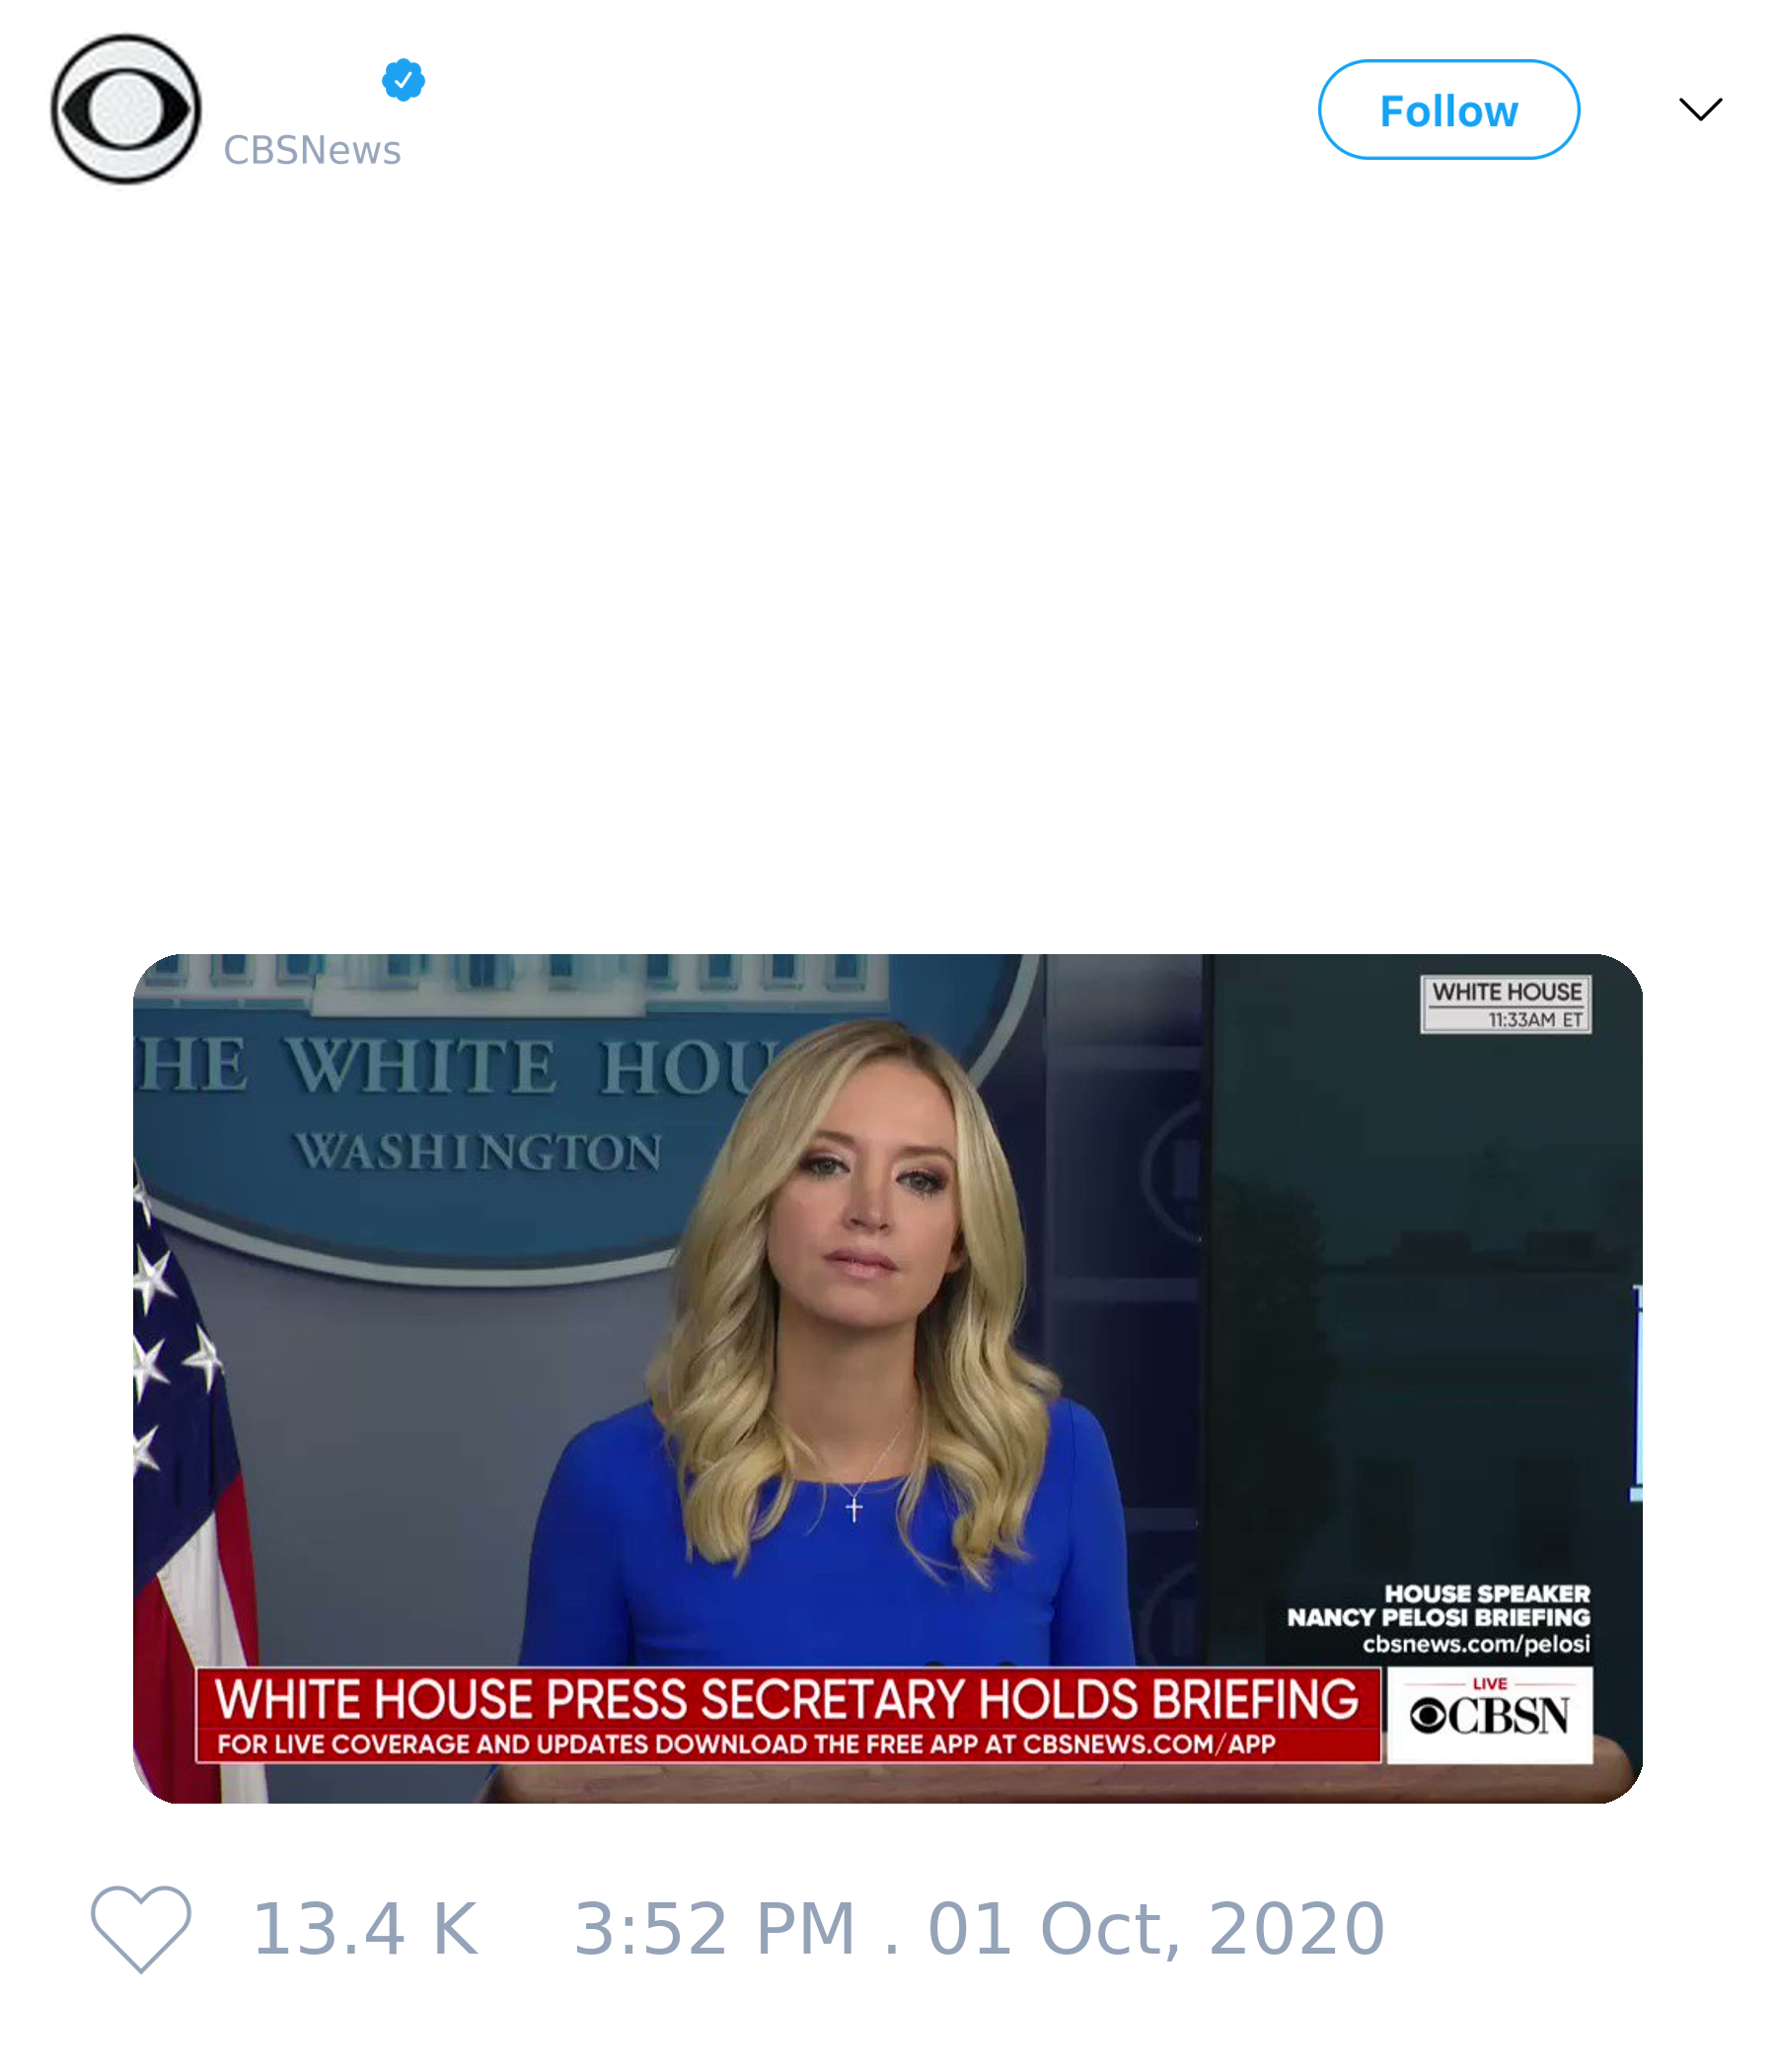 CBSNews
Follow
WHITE HOUSE
11:33AM ET
HE WHITE HOU
WASHINGTON
HOUSE SPEAKER
NANCY PELOSI BRIEFING
cbsnews.com/pelosi
WHITE HOUSE PRESS SECRETARY HOLDS BRIEFING
FOR LIVE COVERAGE AND UPDATES DOWNLOAD THE FREE APP AT CBSNEWS.COM/APP
LIVE
CBSN
13.4 K 3:52 PM . 01 Oct, 2020